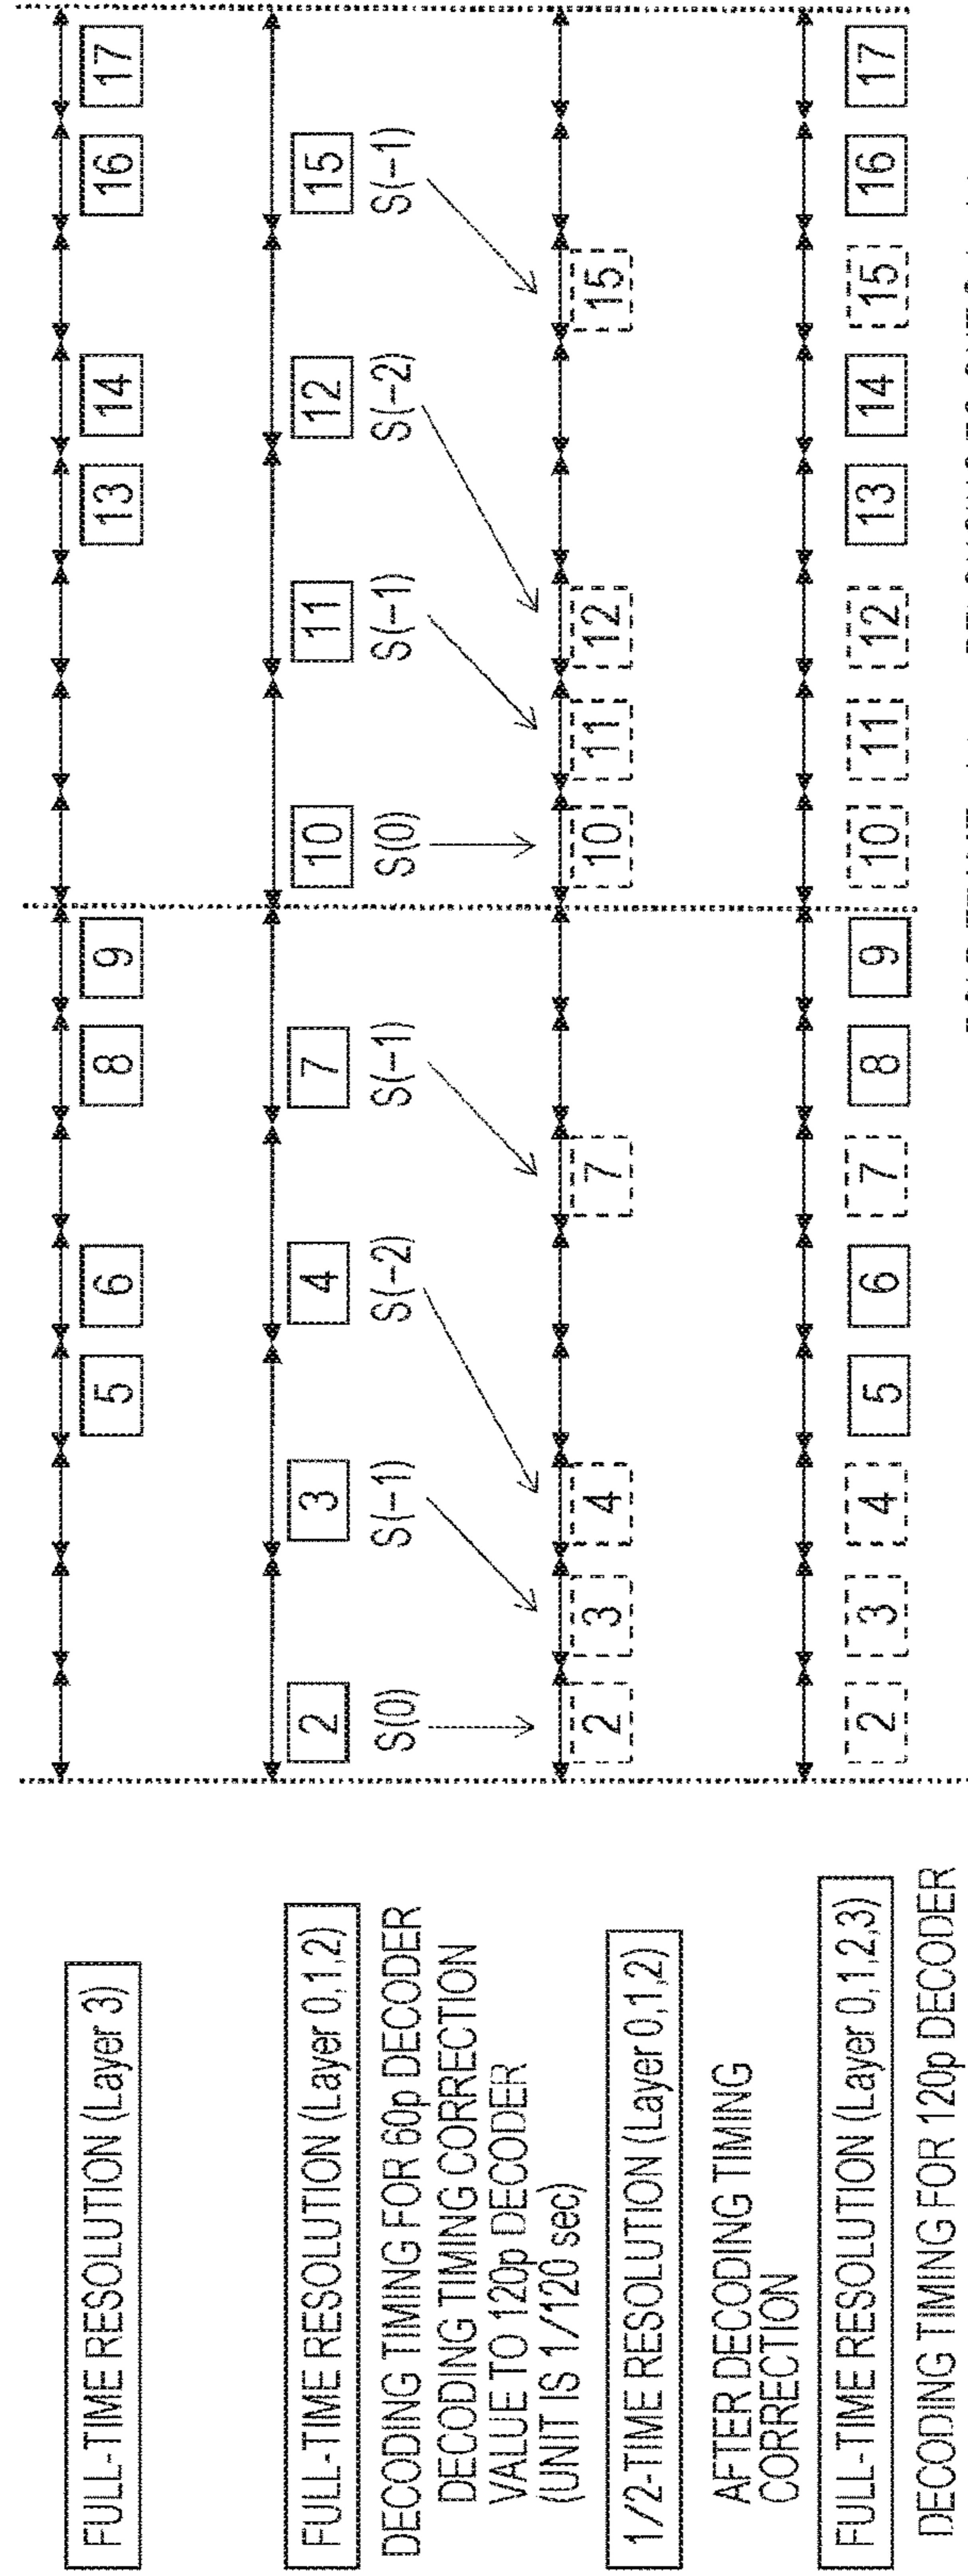 FULL-TIME RESOLUTION (Layer 3)
5 6 8 9 13 14 16 17
FULL-TIME RESOLUTION (Layer 0,1,2)
2 3 4 7 10 11 12 15
DECODING TIMING FOR 60p DECODER
DECODING TIMING CORRECTION
VALUE TO 120p DECODER
(UNIT IS 1/120 sec)
S(0) S(-1) S(-2) S(-1) S(0) S(-1) S(-2) S(-1)
1/2-TIME RESOLUTION (Layer 0,1,2)
2 3 4 7 10 11 12 15
AFTER DECODING TIMING
CORRECTION
FULL-TIME RESOLUTION (Layer 0,1,2,3)
2 3 4 5 6 7 8 9 10 11 12 13 14 15 16 17
DECODING TIMING FOR 120p DECODER